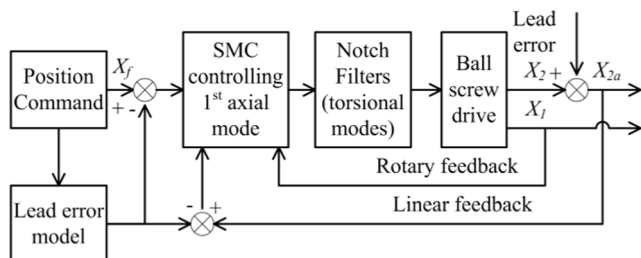 Position
Command
X_f
+ -
SMC
controlling
1st axial
mode
Notch
Filters
(torsional
modes)
Ball
screw
drive
Lead
error
X_2 +
X_2a
X_1
Rotary feedback
Lead error
model
- +
Linear feedback